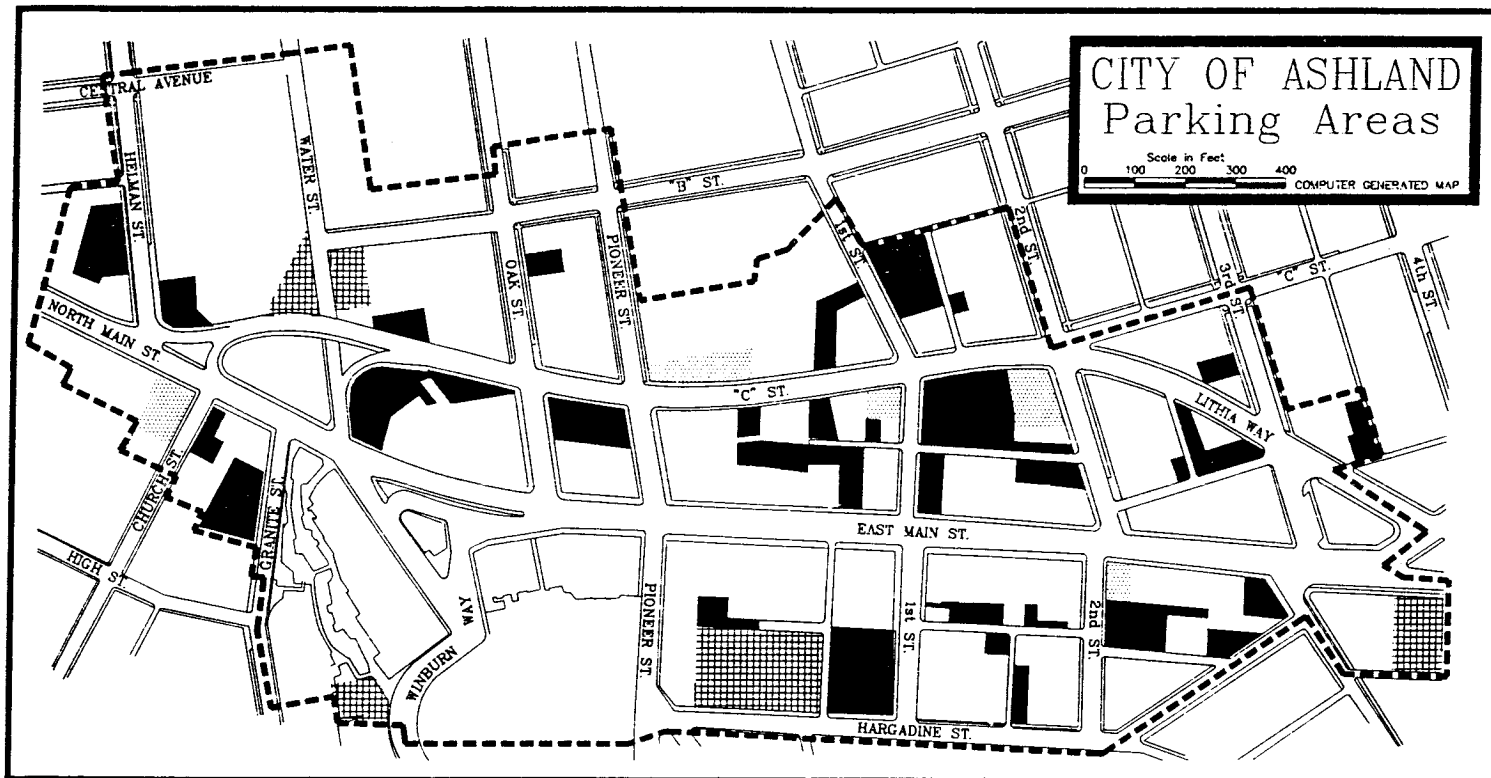 CITY OF ASHLAND
Parking Areas
Scale in Feet
0 100 200 300 400
COMPUTER GENERATED MAP
CENTRAL AVENUE
HELMAN ST.
WATER ST.
"B" ST.
1st ST.
2nd ST.
PIONEER ST.
OAK ST.
3rd ST.
"C" ST.
4th ST.
NORTH MAIN ST.
"C" ST.
LITHIA WAY
CHURCH ST.
GRANITE ST.
HIGH ST.
EAST MAIN ST.
WINBURN WAY
PIONEER ST.
1st ST.
2nd ST.
HARGADINE ST.